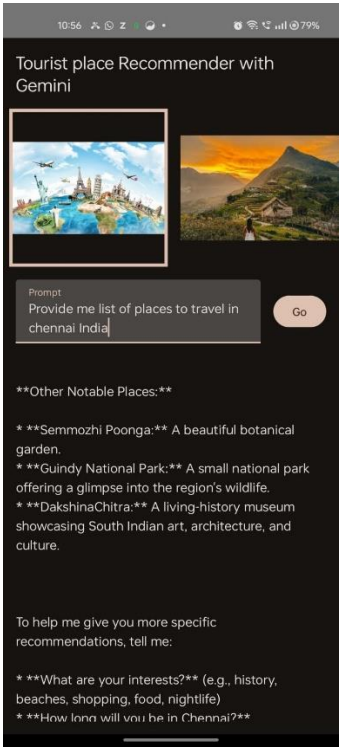 10:56 Z 79%
Tourist place Recommender with
Gemini
Prompt
Provide me list of places to travel in
chennai India
Go
**Other Notable Places:**
* **Semmozhi Poonga:** A beautiful botanical
garden.
* **Guindy National Park:** A small national park
offering a glimpse into the region's wildlife.
* **DakshinaChitra:** A living-history museum
showcasing South Indian art, architecture, and
culture.
To help me give you more specific
recommendations, tell me:
* **What are your interests?** (e.g., history,
beaches, shopping, food, nightlife)
* **How long will you be in Chennai?**